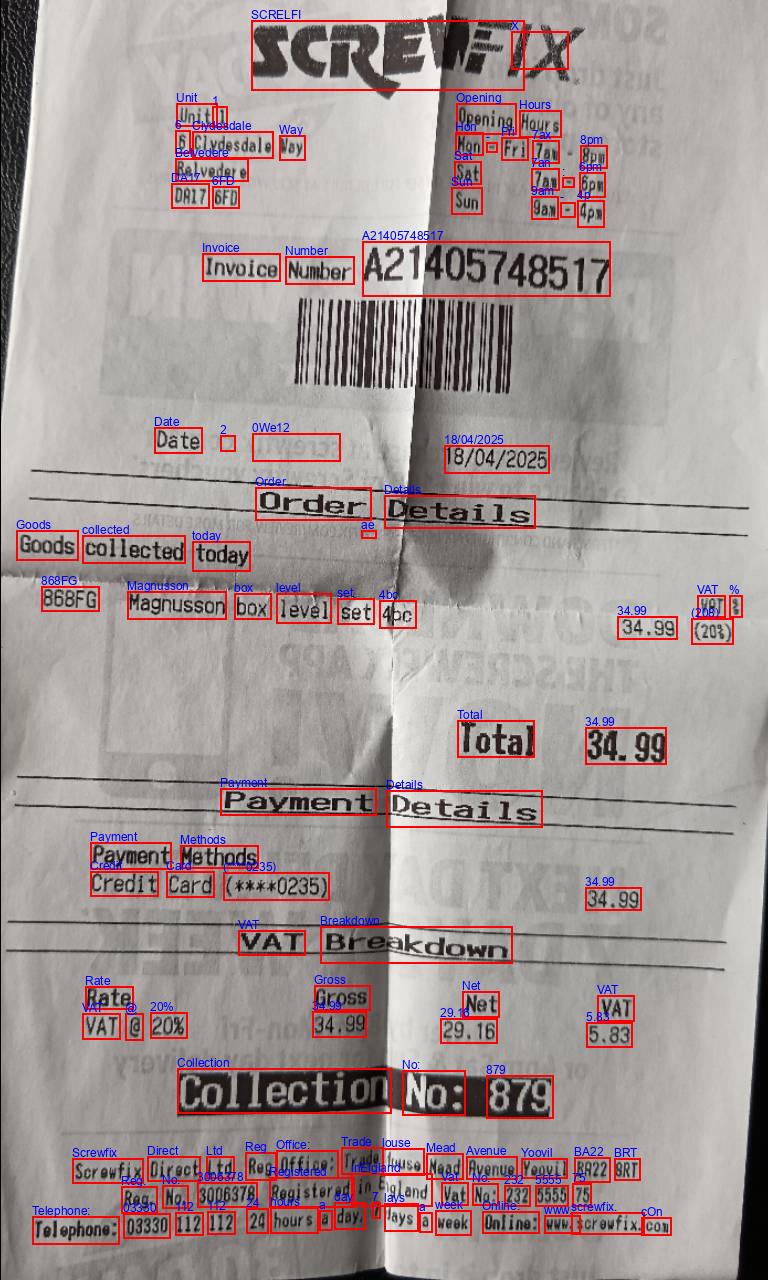 SCREWFIX
Unit 1
6 Clydesdale Way
Belvedere
DA17 6FD
Opening Hours
Mon - Fri 7am - 8pm
Sat 7am - 6pm
Sun 9am - 4pm
Invoice Number A21405748517
Date 18/04/2025
Order Details
Goods collected today
VAT %
868FG Magnusson box level set 4pc 34.99 (20%)
Total 34.99
Payment Details
Payment Methods
Credit Card (****0235) 34.99
VAT Breakdown
Rate Gross Net VAT
VAT @ 20% 34.99 29.16 5.83
Collection No: 879
Screwfix Direct Ltd Reg Office: Trade House Mead Avenue Yeovil BA22 8RT
Reg. No. 3006378 Registered in England Vat No: 232 5555 75
Telephone: 03330 112 112 24 hours a day. 7 days a week Online: www.screwfix.com